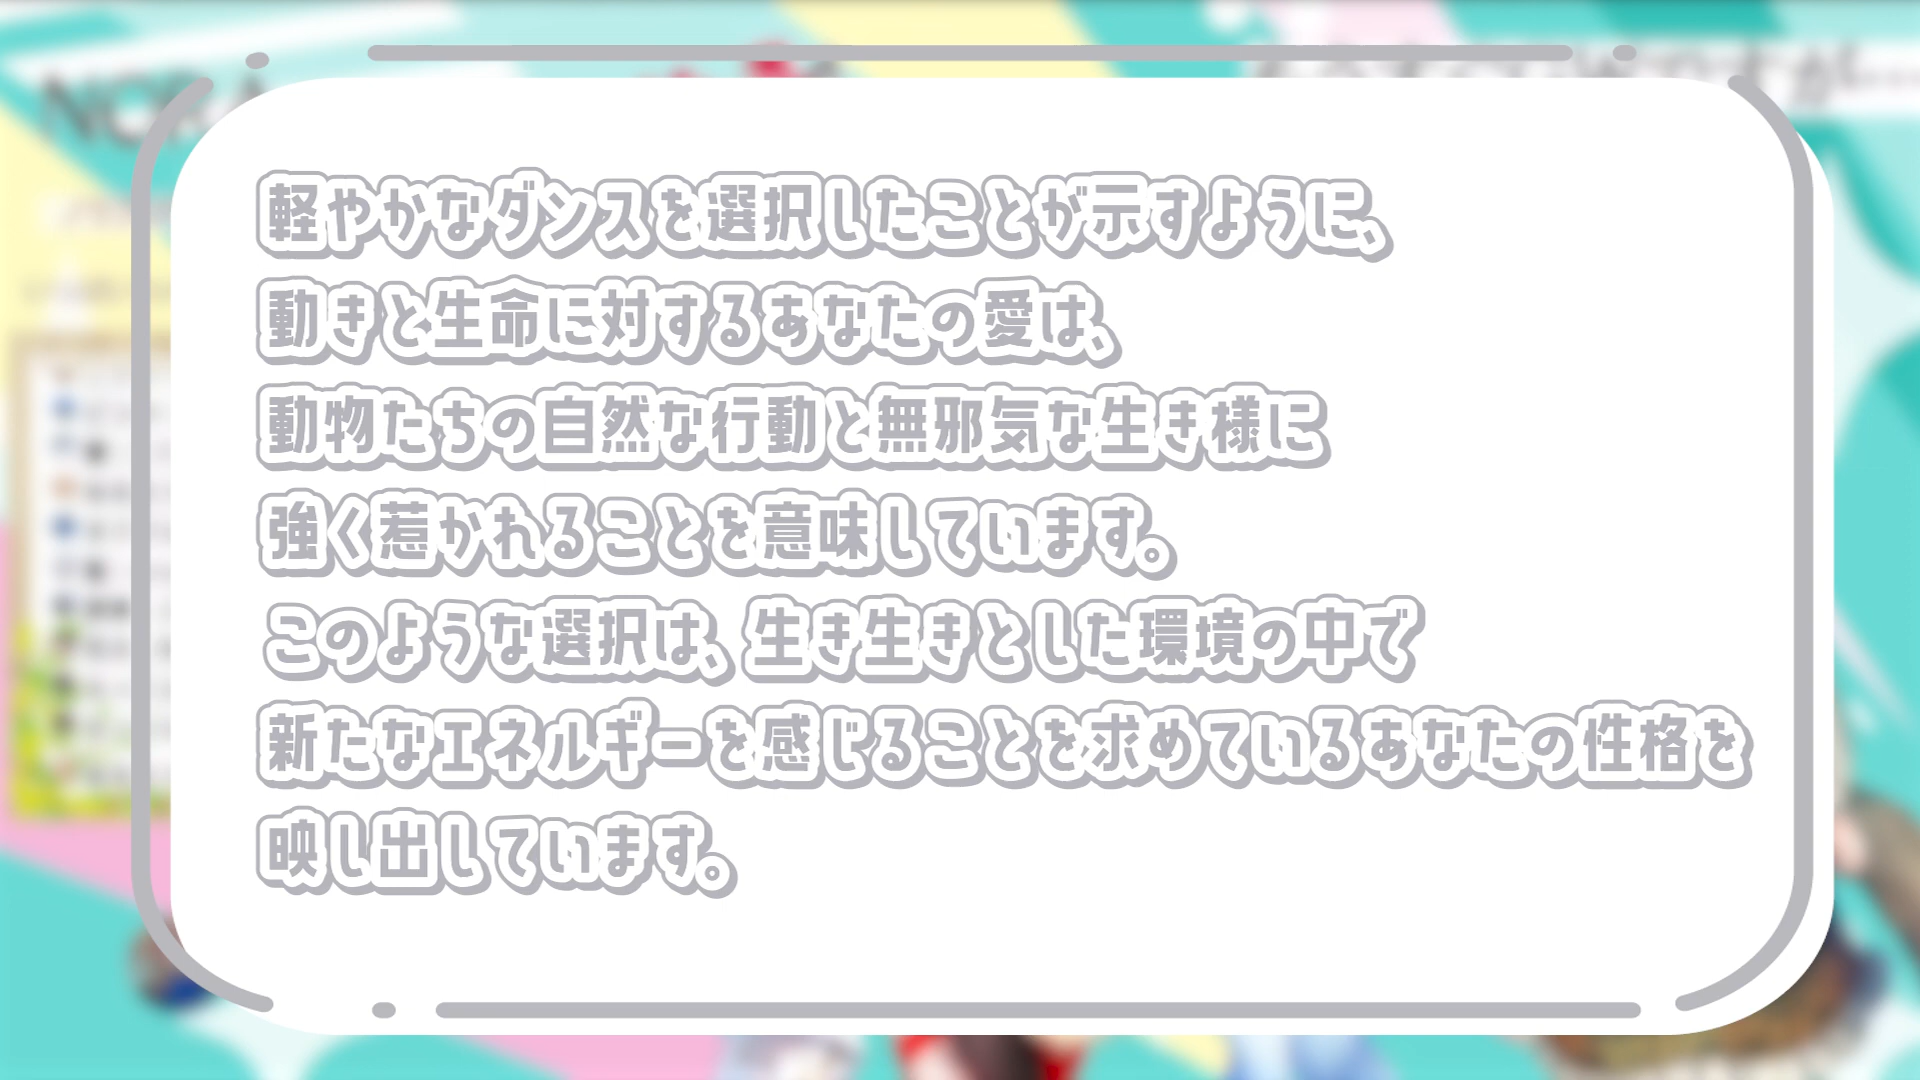 軽やかなダンスを選択したことが示すように、
動きと生命に対するあなたの愛は、
動物たちの自然な行動と無邪気な生き様に
強く惹かれることを意味しています。
このような選択は、生き生きとした環境の中で
新たなエネルギーを感じることを求めているあなたの性格を
映し出しています。